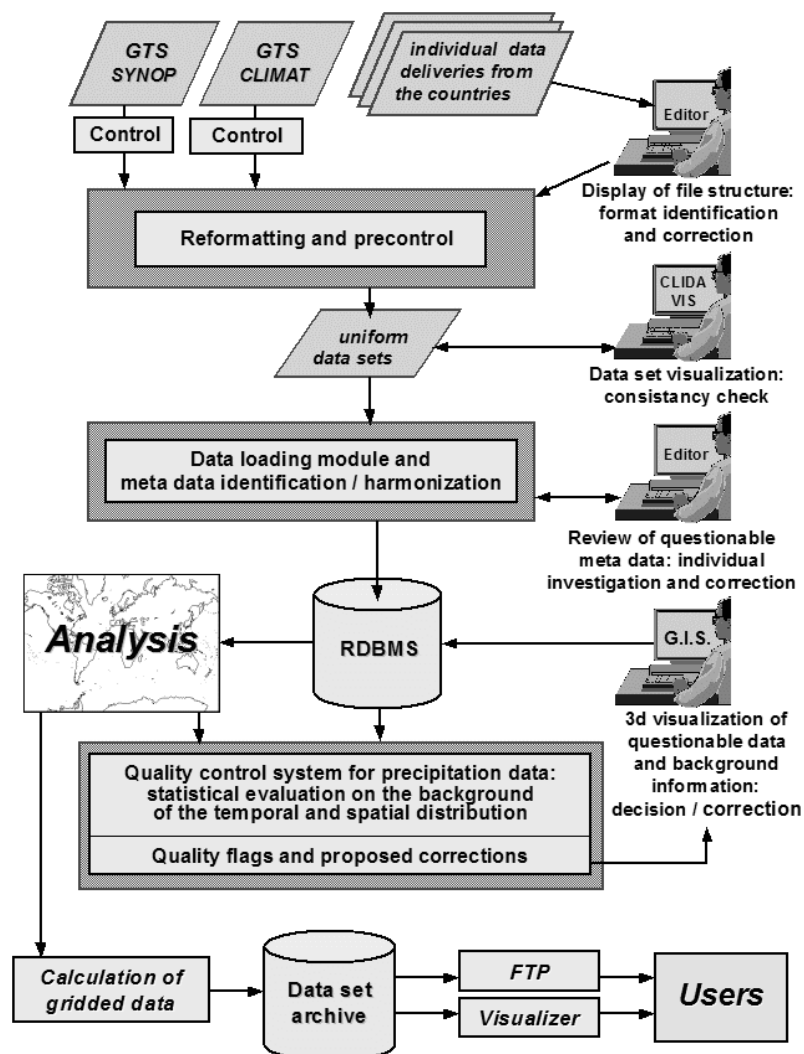 GTS
SYNOP
GTS
CLIMAT
individual data
deliveries from
the countries
Editor
Control
Control
Display of file structure:
format identification
and correction
Reformatting and precontrol
CLIDA
VIS
uniform
data sets
Data set visualization:
consistancy check
Data loading module and
meta data identification / harmonization
Editor
Review of questionable
meta data: individual
investigation and correction
Analysis
RDBMS
G.I.S.
3d visualization of
questionable data
and background
information:
decision / correction
Quality control system for precipitation data:
statistical evaluation on the background
of the temporal and spatial distribution
Quality flags and proposed corrections
Calculation of
gridded data
Data set
archive
FTP
Visualizer
Users